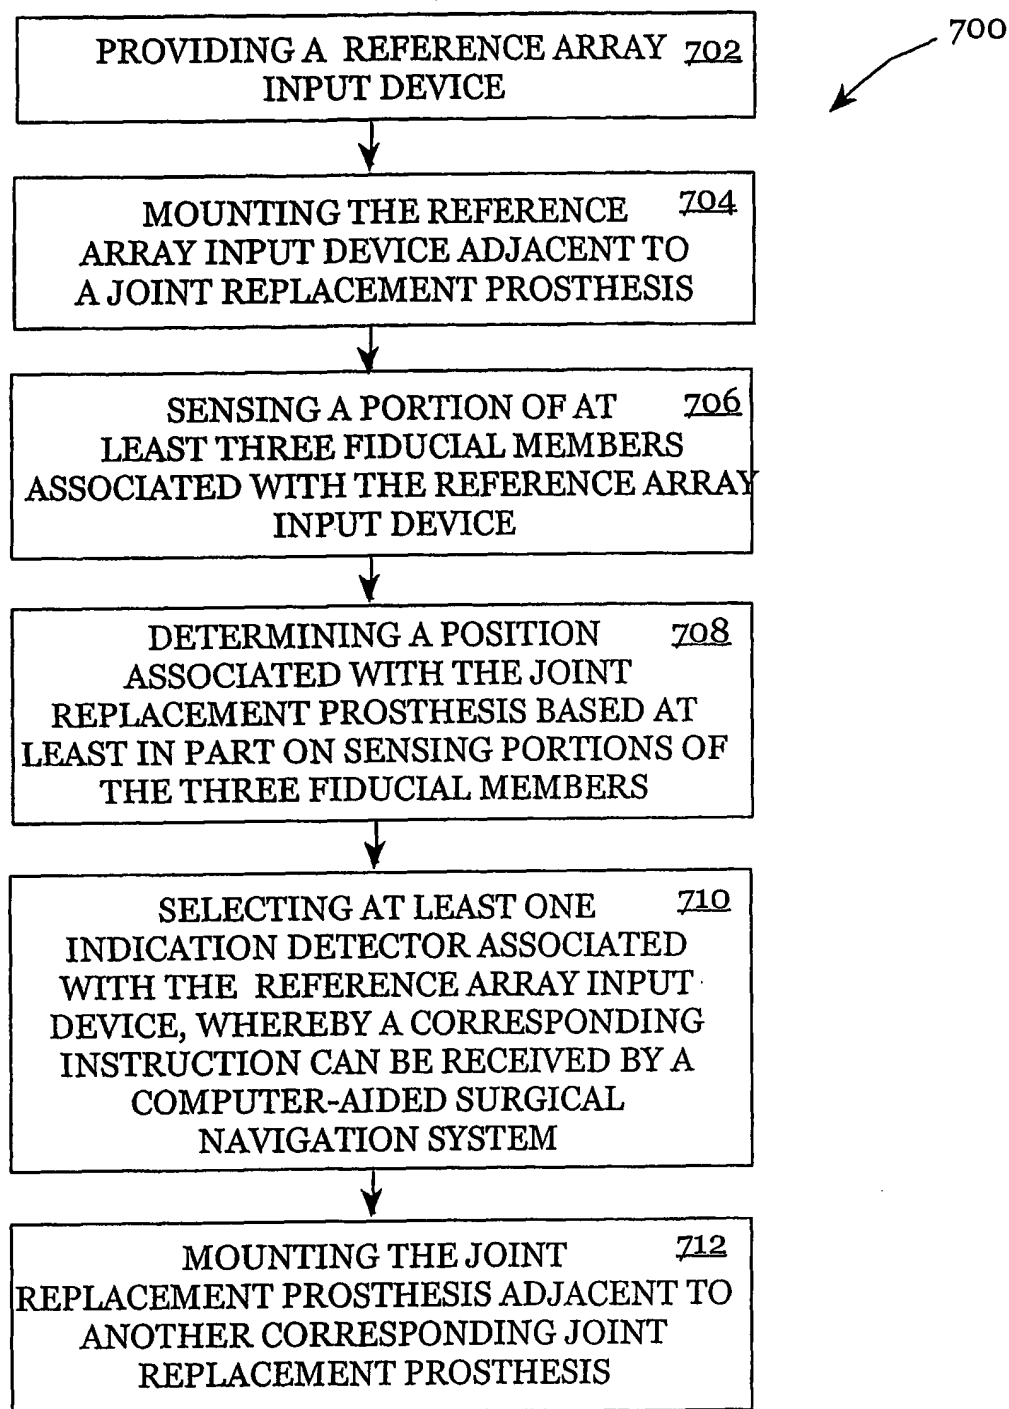 700
PROVIDING A REFERENCE ARRAY 702
INPUT DEVICE
704
MOUNTING THE REFERENCE
ARRAY INPUT DEVICE ADJACENT TO
A JOINT REPLACEMENT PROSTHESIS
SENSING A PORTION OF AT 706
LEAST THREE FIDUCIAL MEMBERS
ASSOCIATED WITH THE REFERENCE ARRAY
INPUT DEVICE
DETERMINING A POSITION 708
ASSOCIATED WITH THE JOINT
REPLACEMENT PROSTHESIS BASED AT
LEAST IN PART ON SENSING PORTIONS OF
THE THREE FIDUCIAL MEMBERS
SELECTING AT LEAST ONE 710
INDICATION DETECTOR ASSOCIATED
WITH THE REFERENCE ARRAY INPUT
DEVICE, WHEREBY A CORRESPONDING
INSTRUCTION CAN BE RECEIVED BY A
COMPUTER-AIDED SURGICAL
NAVIGATION SYSTEM
MOUNTING THE JOINT 712
REPLACEMENT PROSTHESIS ADJACENT TO
ANOTHER CORRESPONDING JOINT
REPLACEMENT PROSTHESIS